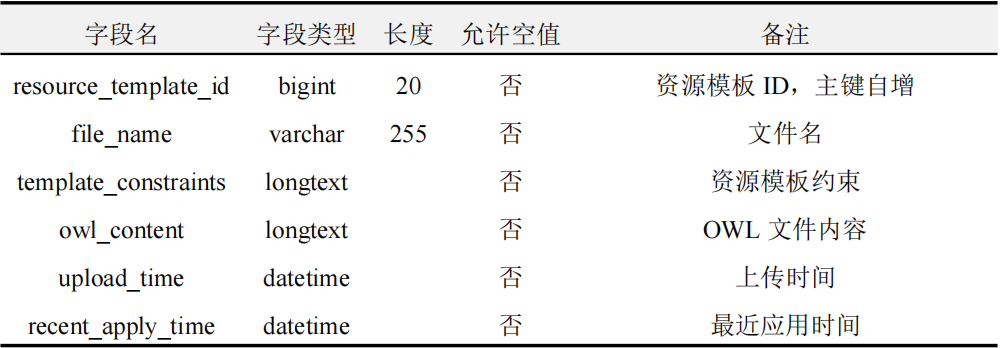 字段名 字段类型 长度 允许空值 备注
resource_template_id bigint 20 否 资源模板 ID，主键自增
file_name varchar 255 否 文件名
template_constraints longtext 否 资源模板约束
owl_content longtext 否 OWL 文件内容
upload_time datetime 否 上传时间
recent_apply_time datetime 否 最近应用时间